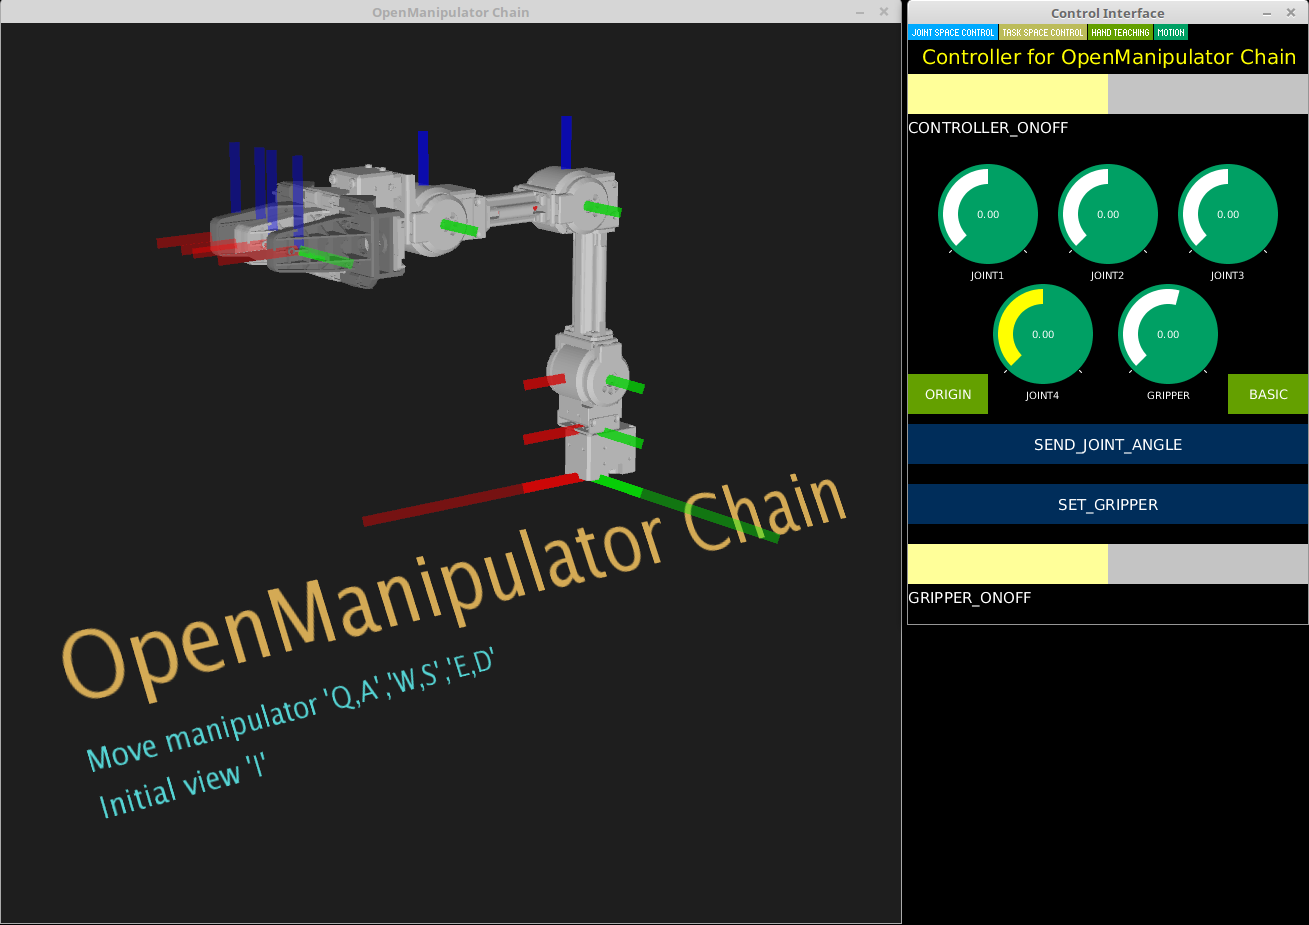 OpenManipulator Chain
OpenManipulator Chain
Move manipulator 'Q,A','W,S','E,D'
Initial view 'I'
Control Interface
JOINT SPACE CONTROL TASK SPACE CONTROL HAND TEACHING MOTION
Controller for OpenManipulator Chain
CONTROLLER_ONOFF
0.00 0.00 0.00
JOINT1 JOINT2 JOINT3
0.00 0.00
ORIGIN JOINT4 GRIPPER BASIC
SEND_JOINT_ANGLE
SET_GRIPPER
GRIPPER_ONOFF